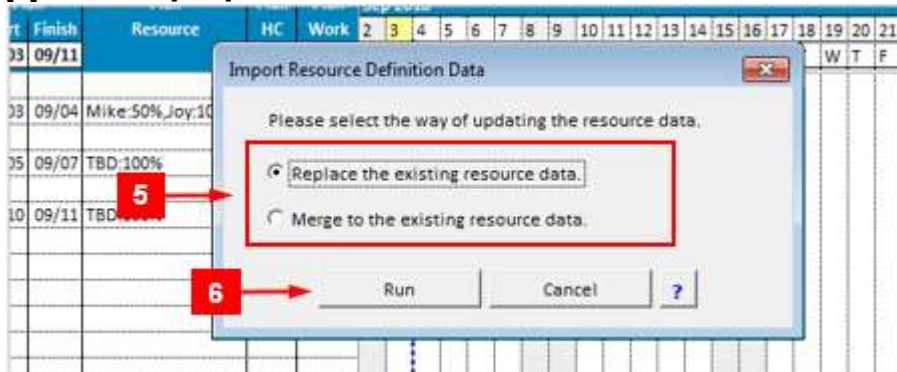 Finish Resource HC Work 2 3 4 5 6 7 8 9 10 11 12 13 14 15 16 17 18 19 20 21
03 09/11 W T F
Import Resource Definition Data
03 09/04 Mike:50%,Joy:10
Please select the way of updating the resource data.
05 09/07 TBD:100%
Replace the existing resource data.
5
10 09/11 TBD
Merge to the existing resource data.
6
Run Cancel ?